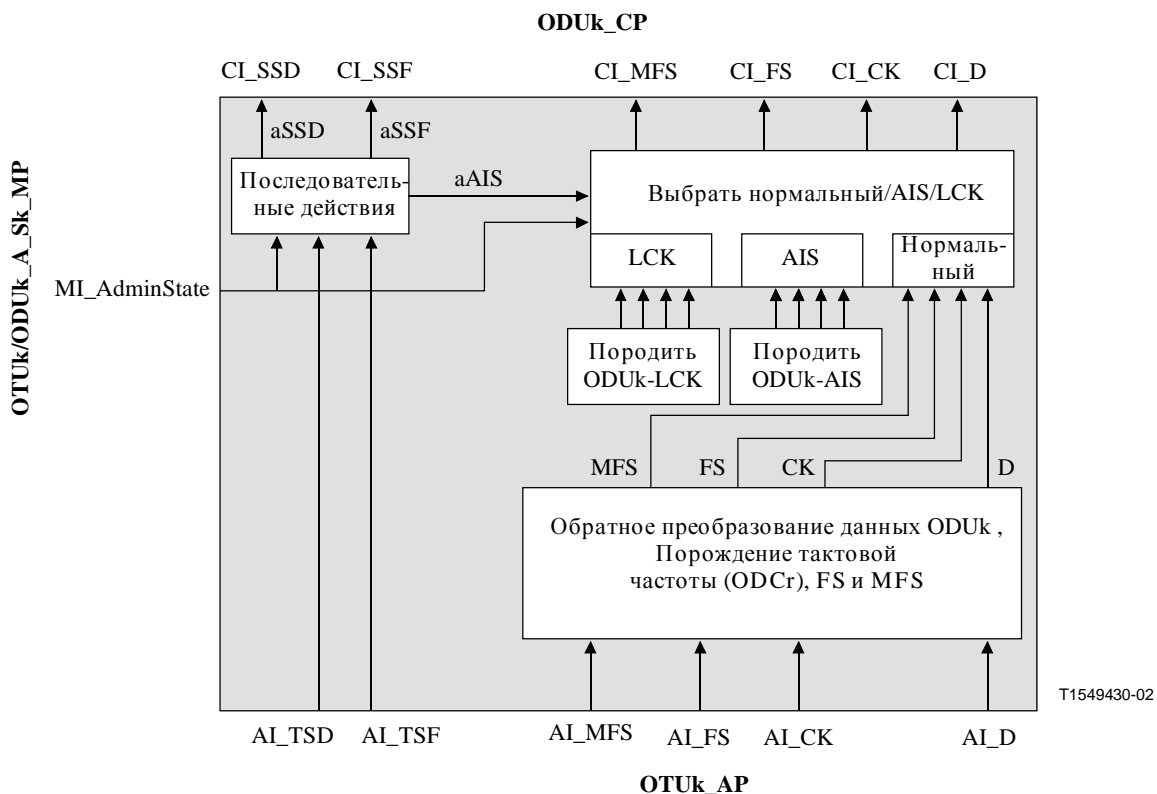 ODUk_CP
CI_SSD CI_SSF CI_MFS CI_FS CI_CK CI_D
aSSD aSSF
OTUk/ODUk_A_Sk_MP
Последователь-
ные действия
aAIS
Выбрать нормальный/AIS/LCK
LCK
AIS
Нормаль-
ный
MI_AdminState
Породить
ODUk-LCK
Породить
ODUk-AIS
MFS FS CK D
Обратное преобразование данных ODUk ,
Порождение тактовой
частоты (ODCr), FS и MFS
T1549430-02
AI_TSD AI_TSF AI_MFS AI_FS AI_CK AI_D
OTUk_AP